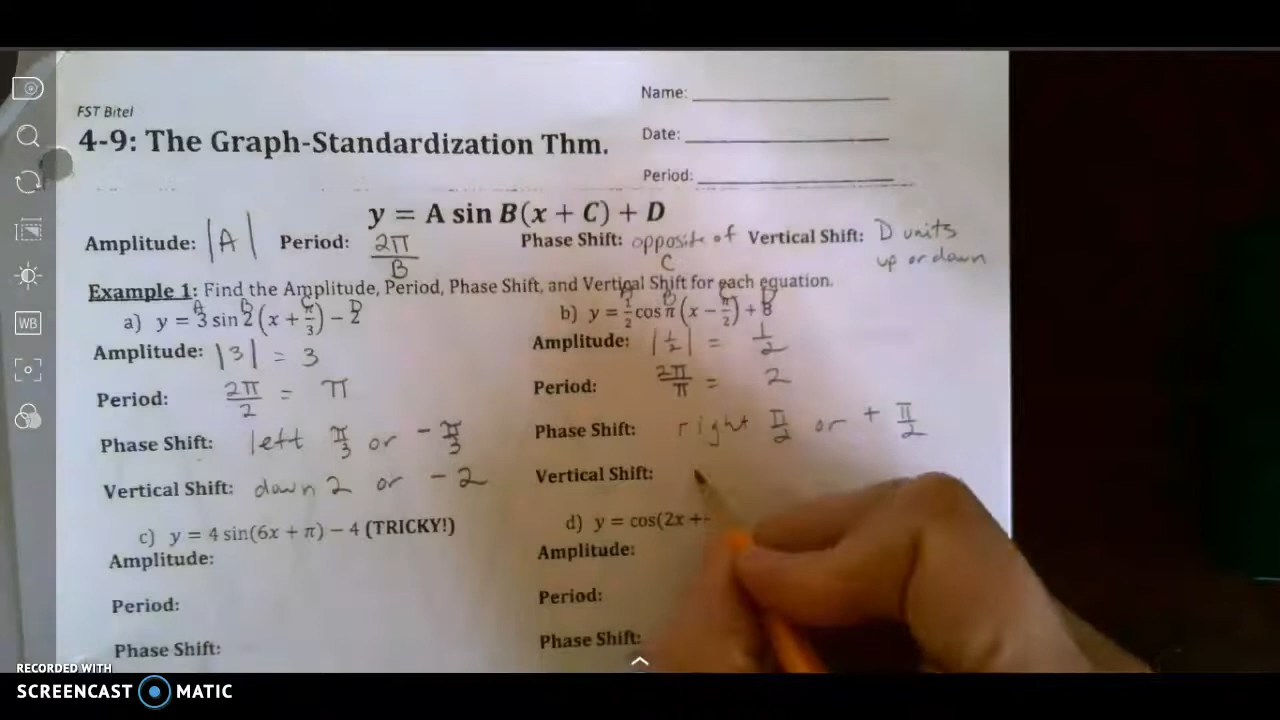 FST Bitel
Name:
4-9: The Graph-Standardization Thm.
Date:
Period:
y = A sin B(x + C) + D
Amplitude: |A| Period: 2π/B Phase Shift: opposite of C Vertical Shift: D units up or down
Example 1: Find the Amplitude, Period, Phase Shift, and Vertical Shift for each equation.
A B C D
a) y = 3 sin 2(x + π/3) − 2
A B C D
b) y = 1/2 cos π(x − π/2) + 8
Amplitude: |3| = 3
Amplitude: |1/2| = 1/2
Period: 2π/2 = π
Period: 2π/π = 2
Phase Shift: left π/3 or − π/3
Phase Shift: right π/2 or + π/2
Vertical Shift: down 2 or − 2
Vertical Shift:
c) y = 4 sin(6x + π) − 4 (TRICKY!)
d) y = cos(2x +
Amplitude:
Amplitude:
Period:
Period:
Phase Shift:
Phase Shift:
WB
RECORDED WITH
SCREENCAST MATIC